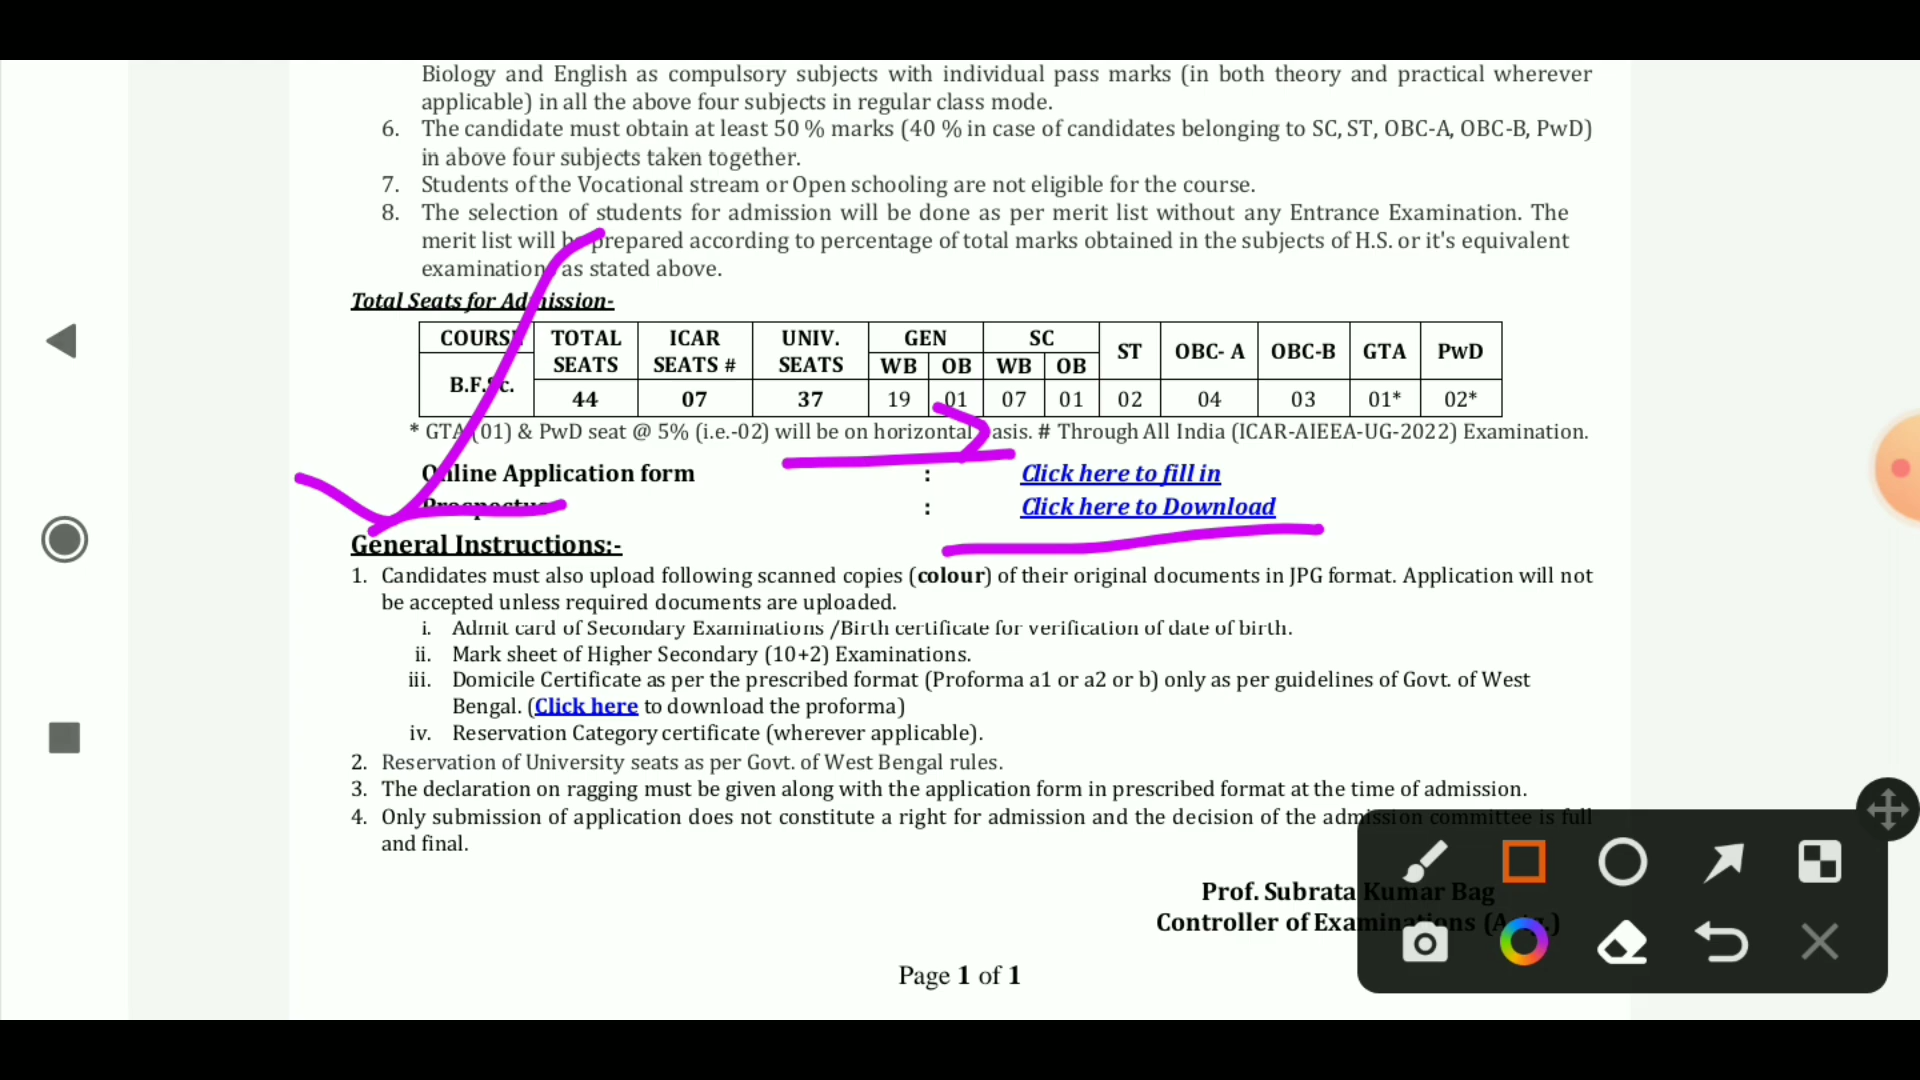 Biology and English as compulsory subjects with individual pass marks (in both theory and practical wherever
applicable) in all the above four subjects in regular class mode.
6. The candidate must obtain at least 50 % marks (40 % in case of candidates belonging to SC, ST, OBC-A, OBC-B, PwD)
in above four subjects taken together.
7. Students of the Vocational stream or Open schooling are not eligible for the course.
8. The selection of students for admission will be done as per merit list without any Entrance Examination. The
merit list will be prepared according to percentage of total marks obtained in the subjects of H.S. or it's equivalent
examination, as stated above.
Total Seats for Admission-
COURSE TOTAL SEATS ICAR SEATS # UNIV. SEATS GEN SC ST OBC- A OBC-B GTA PwD
WB OB WB OB
B.F.Sc. 44 07 37 19 01 07 01 02 04 03 01* 02*
* GTA (01) & PwD seat @ 5% (i.e.-02) will be on horizontal basis. # Through All India (ICAR-AIEEA-UG-2022) Examination.
Online Application form : Click here to fill in
Prospectus : Click here to Download
General Instructions:-
1. Candidates must also upload following scanned copies (colour) of their original documents in JPG format. Application will not
be accepted unless required documents are uploaded.
i. Admit card of Secondary Examinations /Birth certificate for verification of date of birth.
ii. Mark sheet of Higher Secondary (10+2) Examinations.
iii. Domicile Certificate as per the prescribed format (Proforma a1 or a2 or b) only as per guidelines of Govt. of West
Bengal. (Click here to download the proforma)
iv. Reservation Category certificate (wherever applicable).
2. Reservation of University seats as per Govt. of West Bengal rules.
3. The declaration on ragging must be given along with the application form in prescribed format at the time of admission.
4. Only submission of application does not constitute a right for admission and the decision of the admission committee is full
and final.
Prof. Subrata Kumar Bag
Controller of Examinations
Page 1 of 1